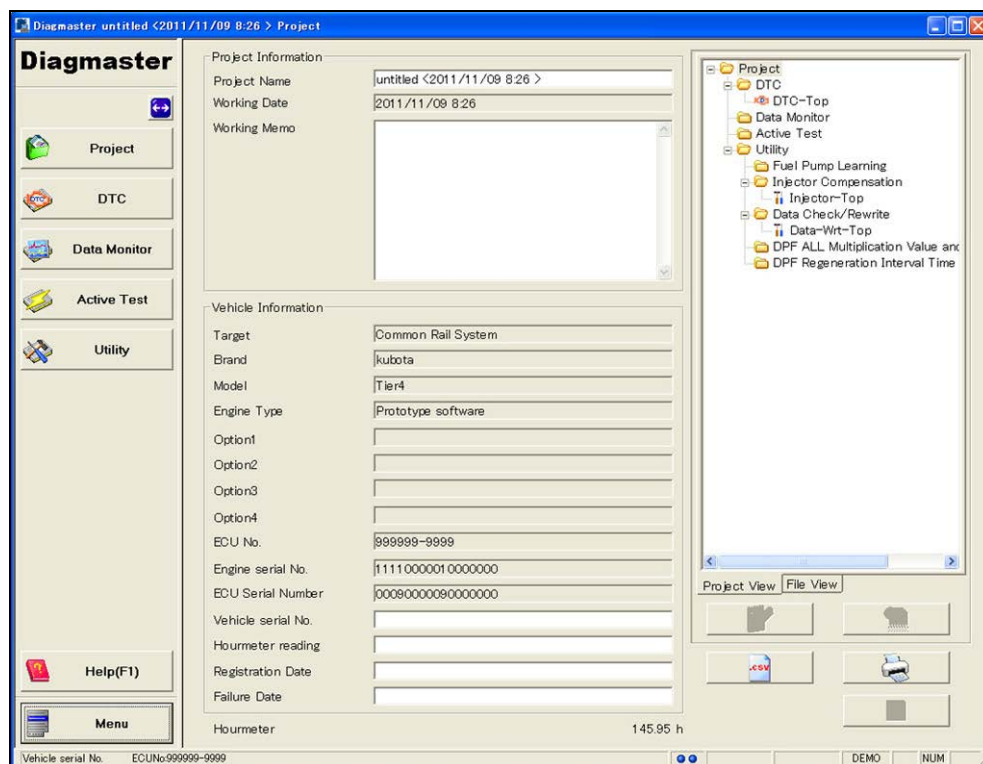 Diagmaster untitled <2011/11/09 8:26 > Project
Diagmaster
Project
DTC
Data Monitor
Active Test
Utility
Help(F1)
Menu
Project Information
Project Name untitled <2011/11/09 8:26 >
Working Date 2011/11/09 8:26
Working Memo
Vehicle Information
Target Common Rail System
Brand kubota
Model Tier4
Engine Type Prototype software
Option1
Option2
Option3
Option4
ECU No. 999999-9999
Engine serial No. 11110000010000000
ECU Serial Number 00090000090000000
Vehicle serial No.
Hourmeter reading
Registration Date
Failure Date
Hourmeter 145.95 h
Project
DTC
DTC-Top
Data Monitor
Active Test
Utility
Fuel Pump Learning
Injector Compensation
Injector-Top
Data Check/Rewrite
Data-Wrt-Top
DPF ALL Multiplication Value and
DPF Regeneration Interval Time
Project View File View
.csv
Vehicle serial No. ECUNo:999999-9999 DEMO NUM